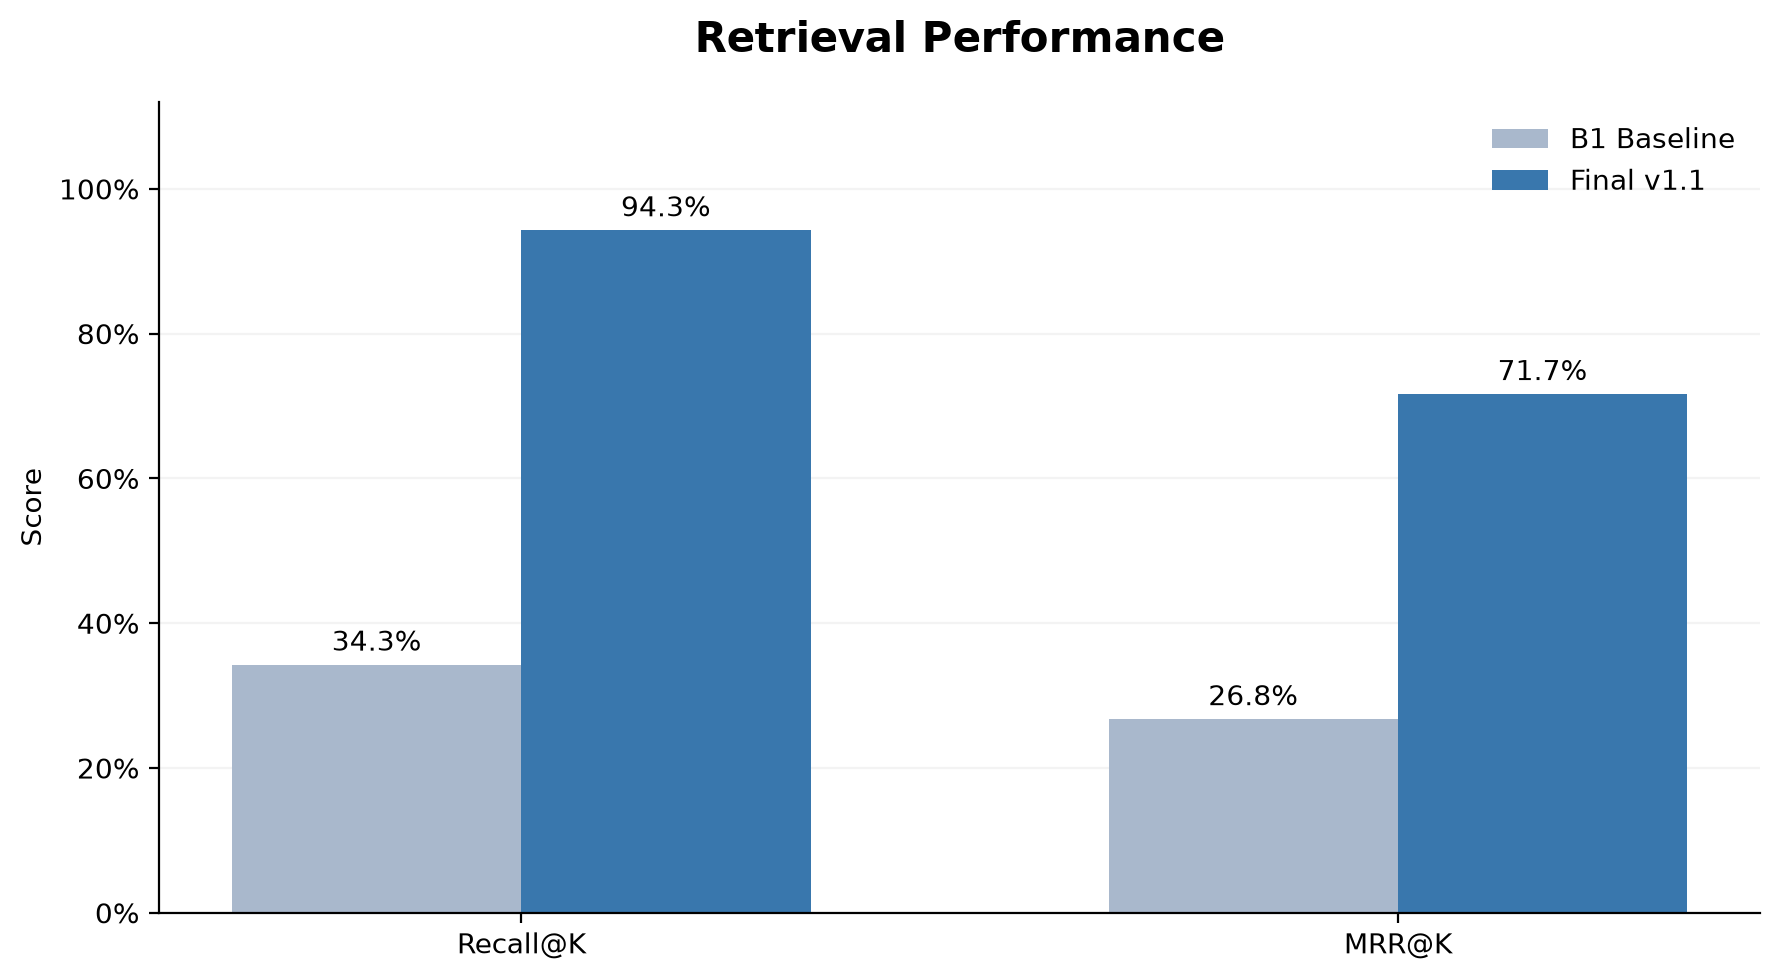 Retrieval Performance
B1 Baseline
Final v1.1
100%
80%
60%
40%
20%
0%
Score
94.3%
34.3%
71.7%
26.8%
Recall@K
MRR@K